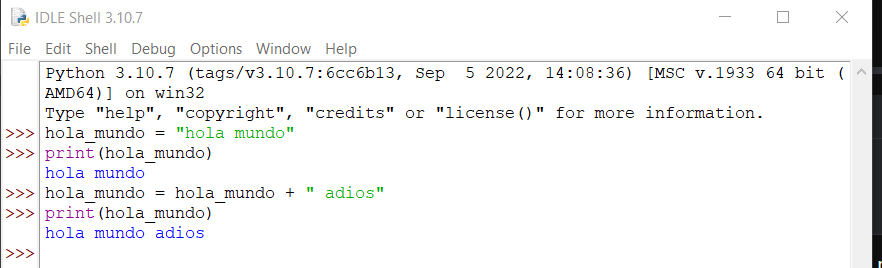 IDLE Shell 3.10.7
File Edit Shell Debug Options Window Help
Python 3.10.7 (tags/v3.10.7:6cc6b13, Sep  5 2022, 14:08:36) [MSC v.1933 64 bit (
AMD64)] on win32
Type "help", "copyright", "credits" or "license()" for more information.
>>> hola_mundo = "hola mundo"
>>> print(hola_mundo)
hola mundo
>>> hola_mundo = hola_mundo + " adios"
>>> print(hola_mundo)
hola mundo adios
>>>